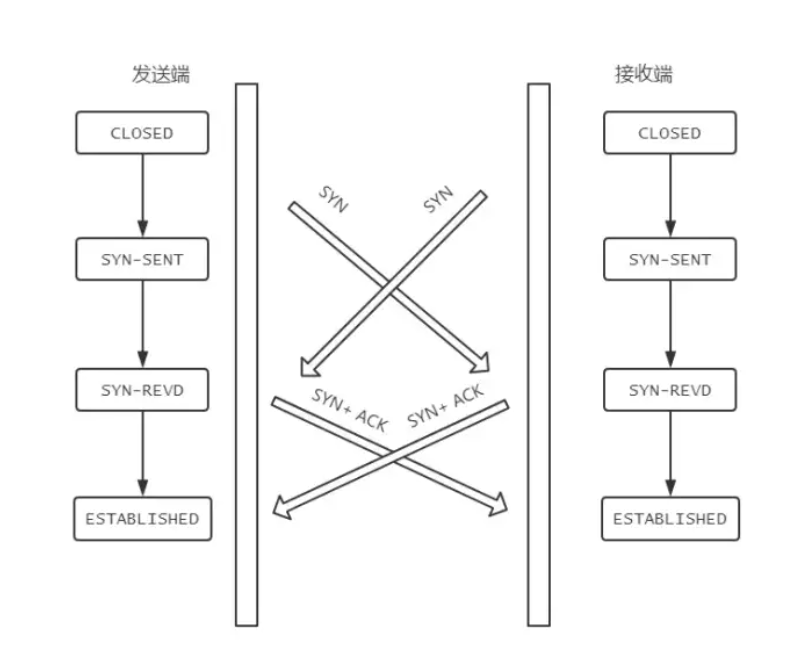 发送端
接收端
CLOSED
CLOSED
SYN
SYN
SYN-SENT
SYN-SENT
SYN-REVD
SYN-REVD
SYN+ ACK
SYN+ ACK
ESTABLISHED
ESTABLISHED